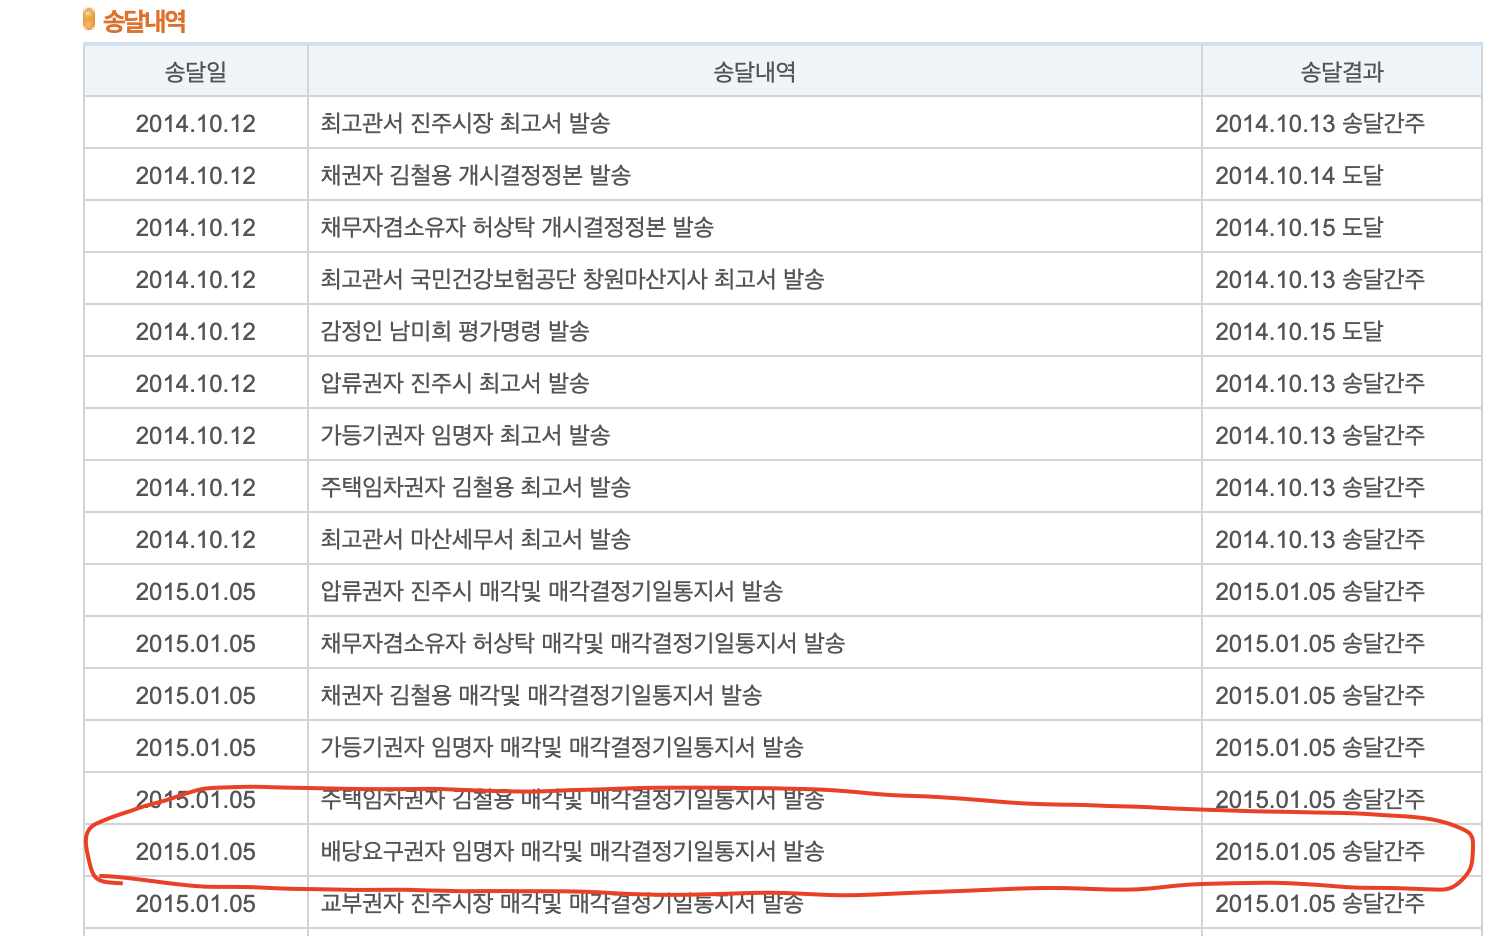 송달내역
송달일 송달내역 송달결과
2014.10.12 최고관서 진주시장 최고서 발송 2014.10.13 송달간주
2014.10.12 채권자 김철용 개시결정정본 발송 2014.10.14 도달
2014.10.12 채무자겸소유자 허상탁 개시결정정본 발송 2014.10.15 도달
2014.10.12 최고관서 국민건강보험공단 창원마산지사 최고서 발송 2014.10.13 송달간주
2014.10.12 감정인 남미희 평가명령 발송 2014.10.15 도달
2014.10.12 압류권자 진주시 최고서 발송 2014.10.13 송달간주
2014.10.12 가등기권자 임명자 최고서 발송 2014.10.13 송달간주
2014.10.12 주택임차권자 김철용 최고서 발송 2014.10.13 송달간주
2014.10.12 최고관서 마산세무서 최고서 발송 2014.10.13 송달간주
2015.01.05 압류권자 진주시 매각및 매각결정기일통지서 발송 2015.01.05 송달간주
2015.01.05 채무자겸소유자 허상탁 매각및 매각결정기일통지서 발송 2015.01.05 송달간주
2015.01.05 채권자 김철용 매각및 매각결정기일통지서 발송 2015.01.05 송달간주
2015.01.05 가등기권자 임명자 매각및 매각결정기일통지서 발송 2015.01.05 송달간주
2015.01.05 주택임차권자 김철용 매각및 매각결정기일통지서 발송 2015.01.05 송달간주
2015.01.05 배당요구권자 임명자 매각및 매각결정기일통지서 발송 2015.01.05 송달간주
2015.01.05 교부권자 진주시장 매각및 매각결정기일통지서 발송 2015.01.05 송달간주